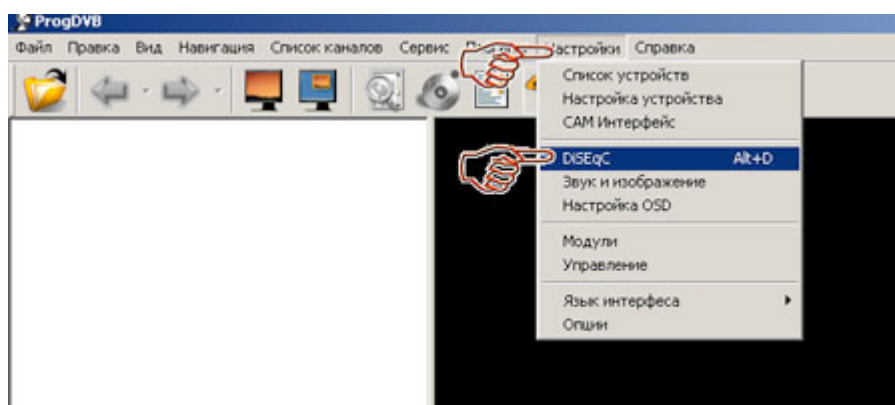 ProgDVB
Файл Правка Вид Навигация Список каналов Сервис Настройки Справка
Список устройств
Настройка устройства
CAM Интерфейс
DiSEqC Alt+D
Звук и изображение
Настройка OSD
Модули
Управление
Язык интерфеса
Опции